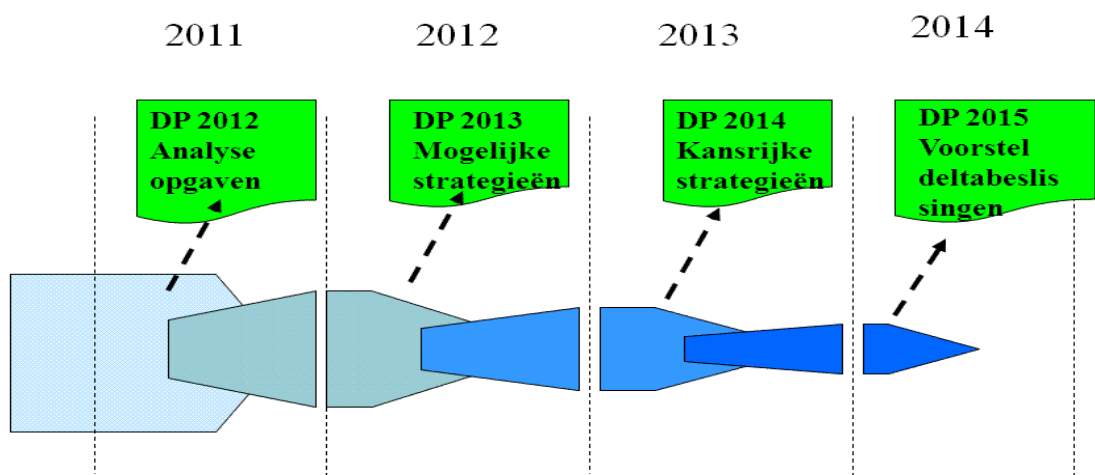 2011
2012
2013
2014
DP 2012
Analyse
opgaven
DP 2013
Mogelijke
strategieën
DP 2014
Kansrijke
strategieën
DP 2015
Voorstel
deltabeslis
singen